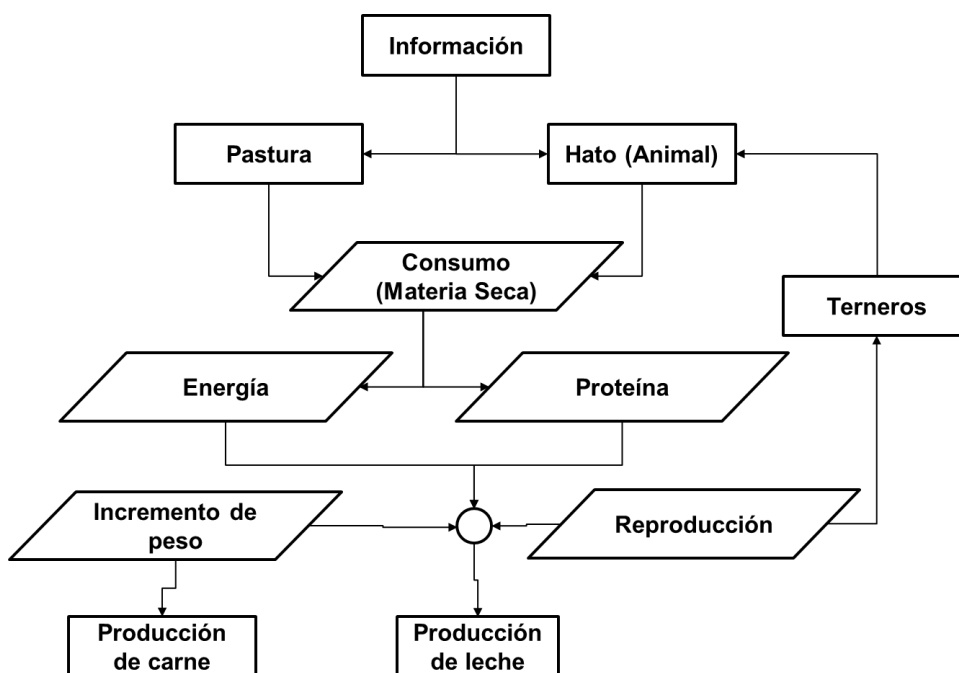 Información
Pastura
Hato (Animal)
Consumo
(Materia Seca)
Terneros
Energía
Proteína
Incremento de
peso
Reproducción
Producción
de carne
Producción
de leche